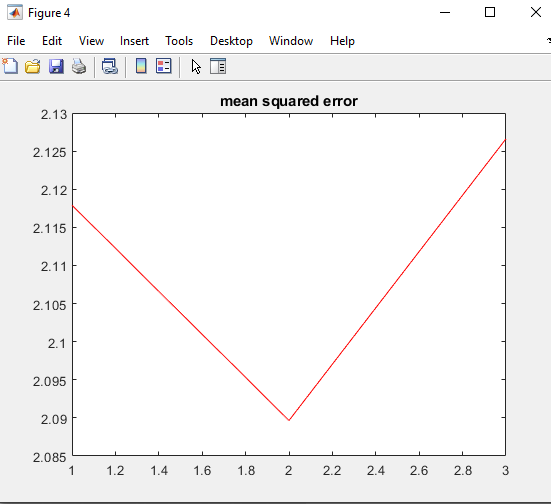 Figure 4
File Edit View Insert Tools Desktop Window Help
mean squared error
2.13
2.125
2.12
2.115
2.11
2.105
2.1
2.095
2.09
2.085
1 1.2 1.4 1.6 1.8 2 2.2 2.4 2.6 2.8 3